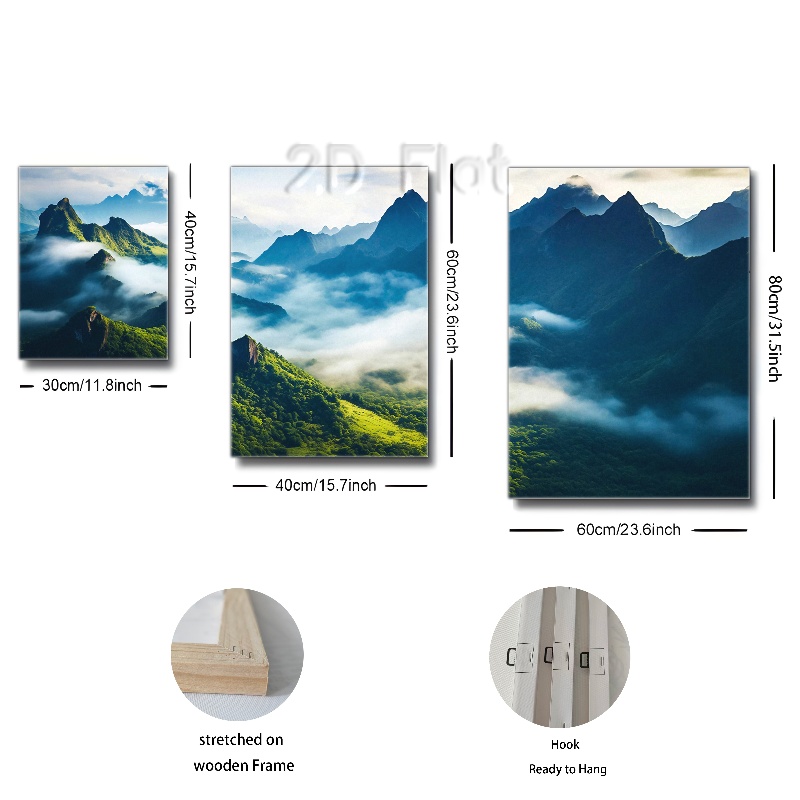 2D Flat
40cm/15.7inch
30cm/11.8inch
60cm/23.6inch
40cm/15.7inch
80cm/31.5inch
60cm/23.6inch
stretched on
wooden Frame
Hook
Ready to Hang